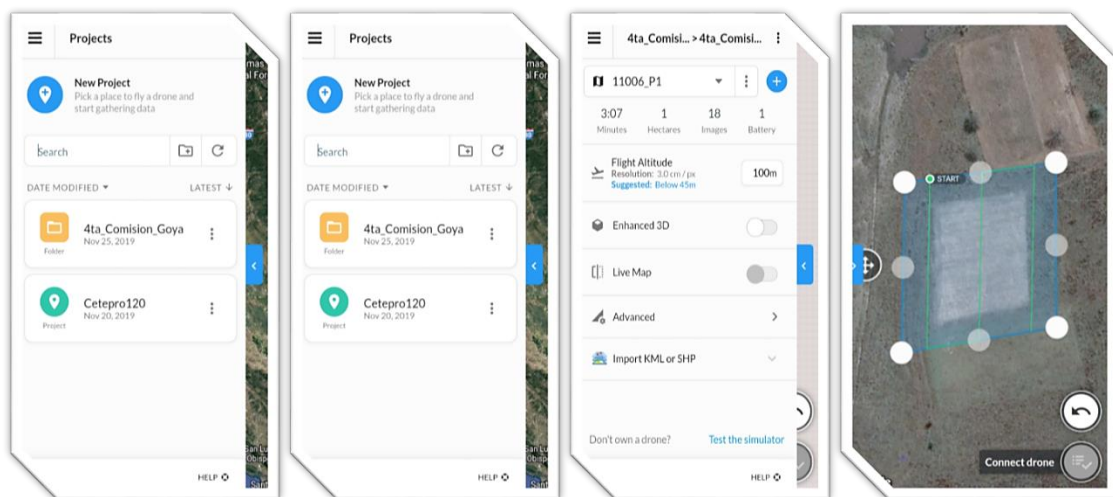 Projects
New Project
Pick a place to fly a drone and
start gathering data
Search
DATE MODIFIED
LATEST
4ta_Comision_Goya
Nov 25, 2019
Folder
Cetepro120
Nov 20, 2019
Project
HELP
Projects
New Project
Pick a place to fly a drone and
start gathering data
Search
DATE MODIFIED
LATEST
4ta_Comision_Goya
Nov 25, 2019
Folder
Cetepro120
Nov 20, 2019
Project
HELP
4ta_Comisi... > 4ta_Comisi...
11006_P1
3:07 1 18 1
Minutes Hectares Images Battery
Flight Altitude
Resolution: 3.0 cm / px
Suggested: Below 45m
100m
Enhanced 3D
Live Map
Advanced
Import KML or SHP
Don't own a drone? Test the simulator
HELP
START
Connect drone